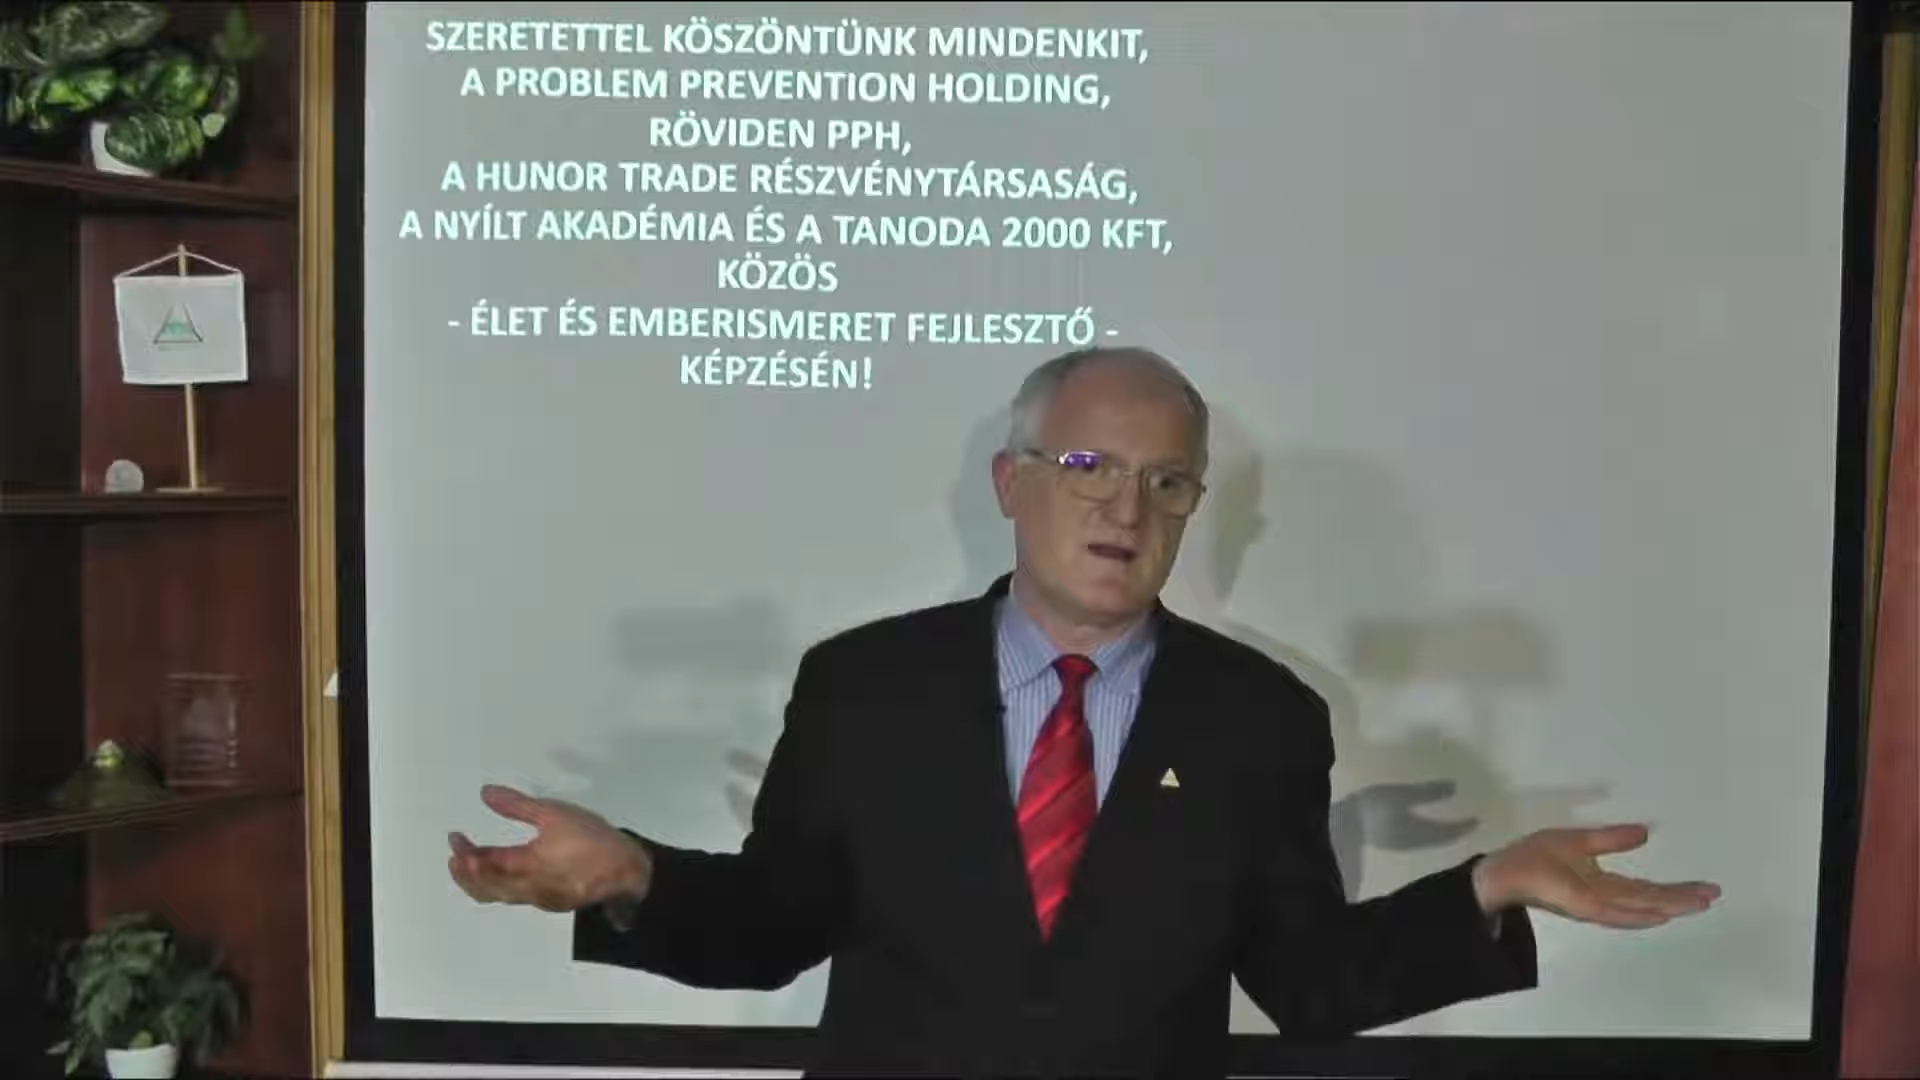 SZERETETTEL KÖSZÖNTÜNK MINDENKIT,
A PROBLEM PREVENTION HOLDING,
RÖVIDEN PPH,
A HUNOR TRADE RÉSZVÉNYTÁRSASÁG,
A NYÍLT AKADÉMIA ÉS A TANODA 2000 KFT,
KÖZÖS
- ÉLET ÉS EMBERISMERET FEJLESZTŐ -
KÉPZÉSÉN!